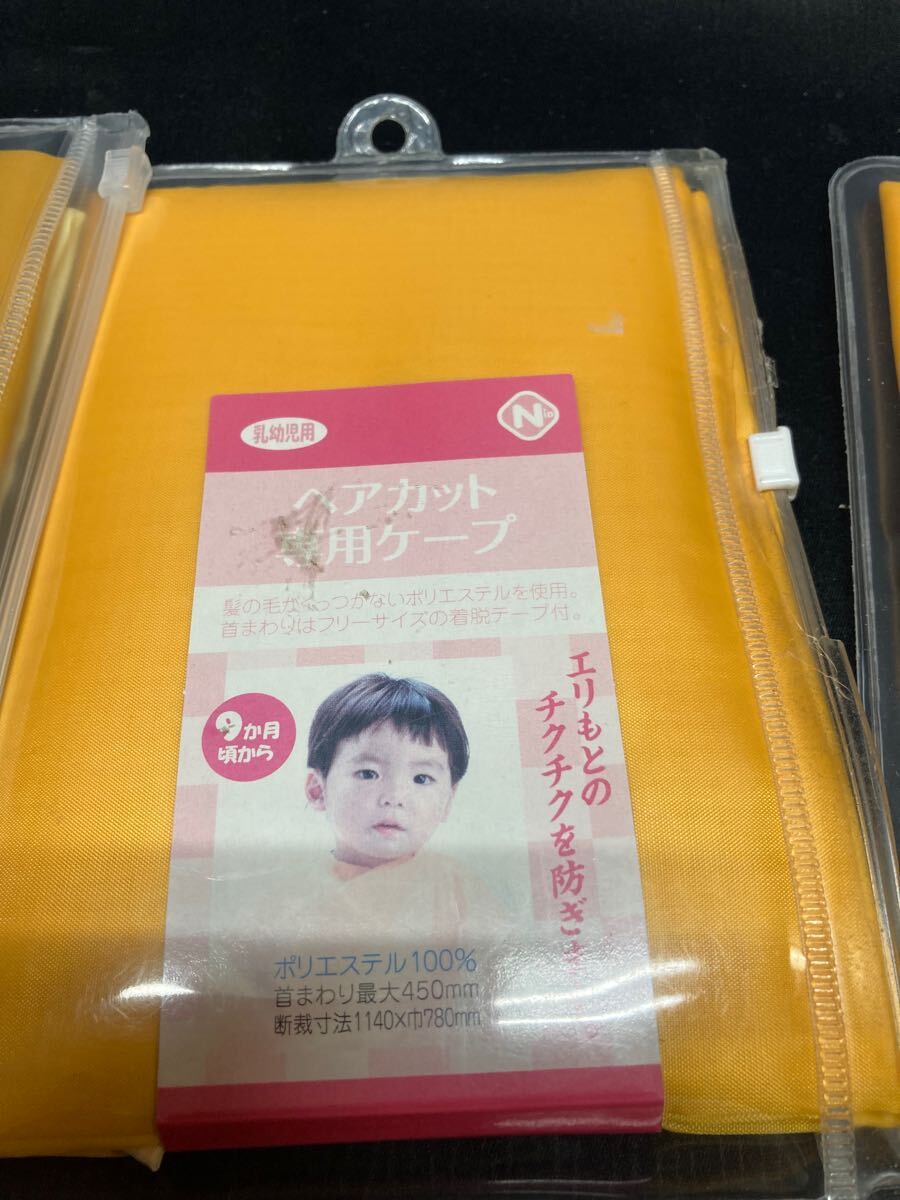 乳幼児用
Nin
ヘアカット
専用ケープ
髪の毛がくっつかないポリエステルを使用。
首まわりはフリーサイズの着脱テープ付。
9か月
頃から
エリもとの
チクチクを防ぎ
ポリエステル100%
首まわり最大450mm
断裁寸法1140×巾780mm